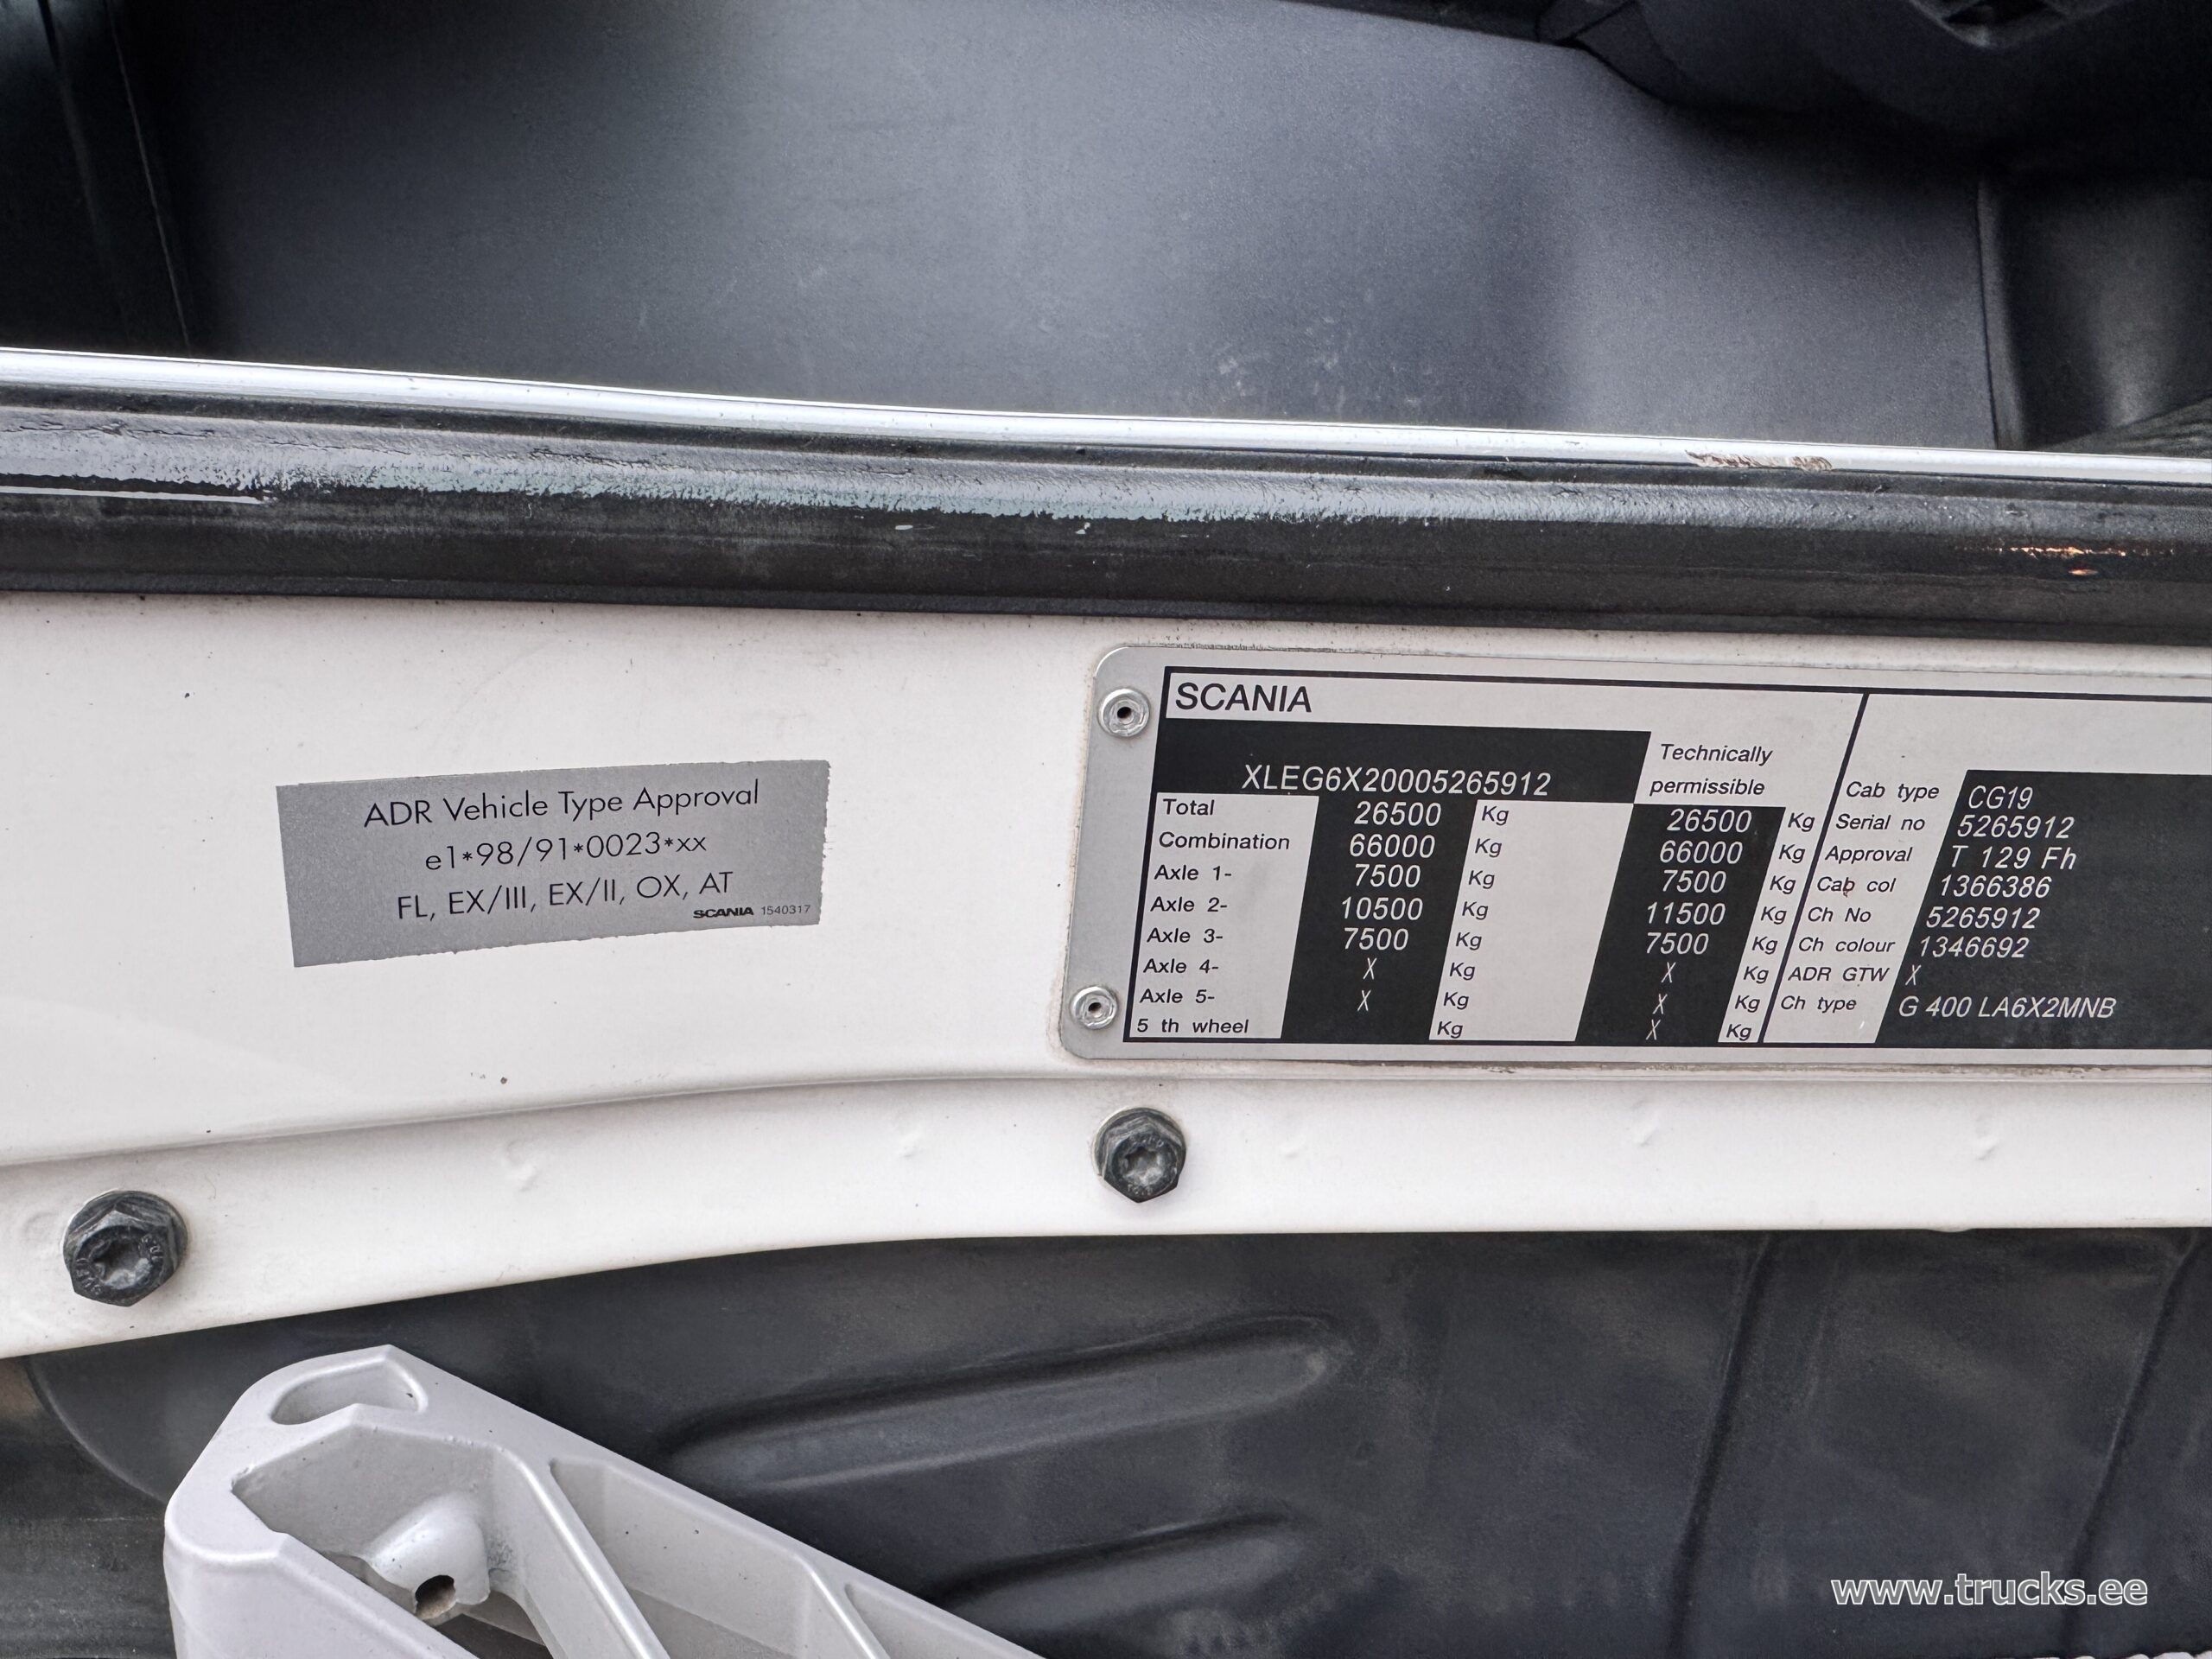 ADR Vehicle Type Approval
e1*98/91*0023*xx
FL, EX/III, EX/II, OX, AT
SCANIA 1540317
SCANIA
XLEG6X20005265912
Technically
permissible
Total 26500 Kg 26500 Kg
Combination 66000 Kg 66000 Kg
Axle 1- 7500 Kg 7500 Kg
Axle 2- 10500 Kg 11500 Kg
Axle 3- 7500 Kg 7500 Kg
Axle 4- X Kg X Kg
Axle 5- X Kg X Kg
5 th wheel Kg X Kg
Cab type CG19
Serial no 5265912
Approval T 129 Fh
Cab col 1366386
Ch No 5265912
Ch colour 1346692
ADR GTW X
Ch type G 400 LA6X2MNB
www.trucks.ee